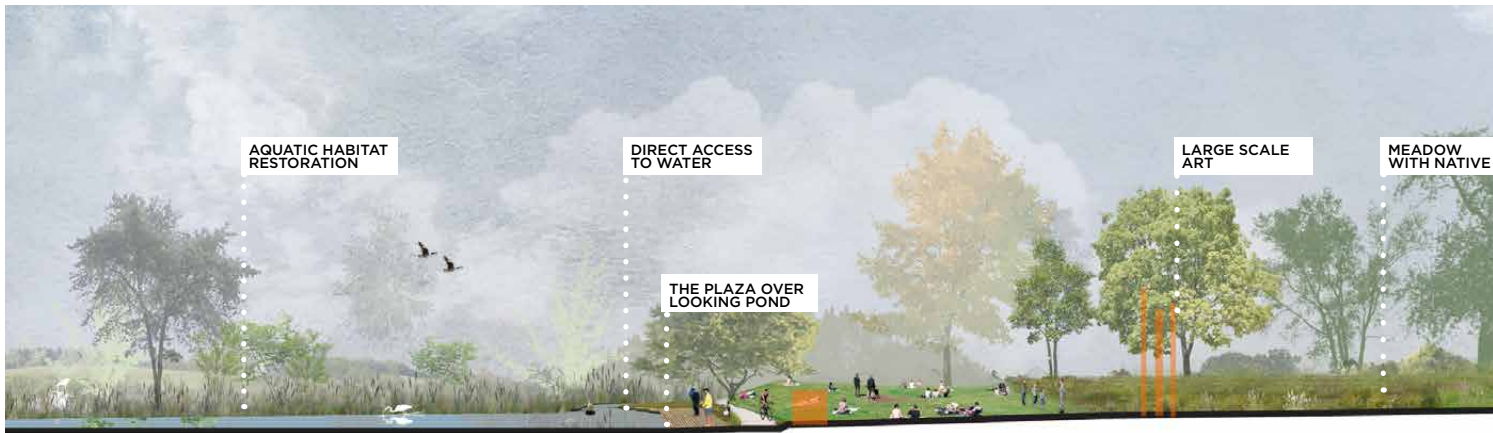 AQUATIC HABITAT
RESTORATION
DIRECT ACCESS
TO WATER
THE PLAZA OVER
LOOKING POND
LARGE SCALE
ART
MEADOW
WITH NATIVE